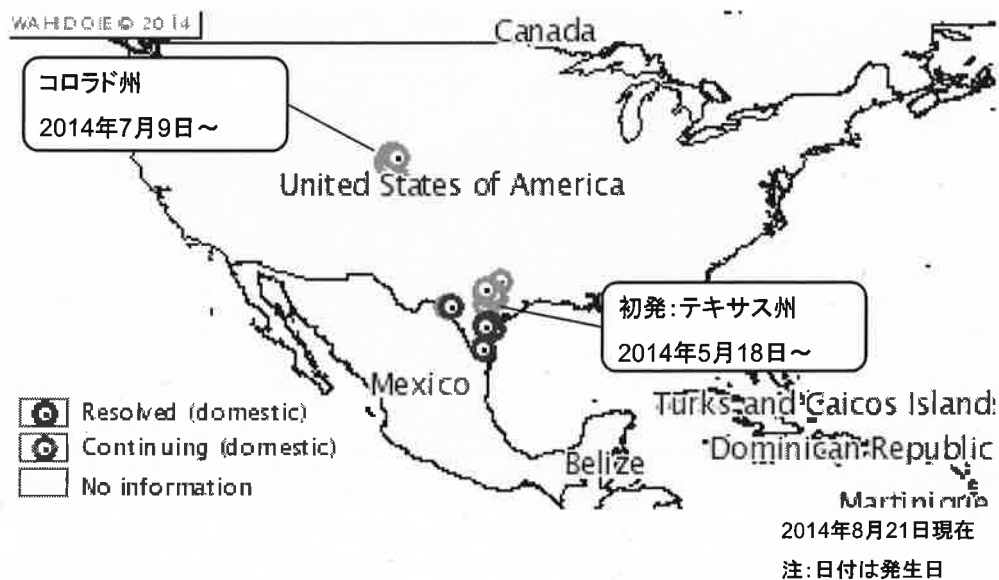 WAHIDOIE © 2014
Canada
コロラド州
2014年7月9日～
United States of America
初発：テキサス州
2014年5月18日～
Mexico
Turks and Caicos Island
Resolved (domestic)
Continuing (domestic)
Dominican Republic
Belize
No information
Martinique
2014年8月21日現在
注：日付は発生日